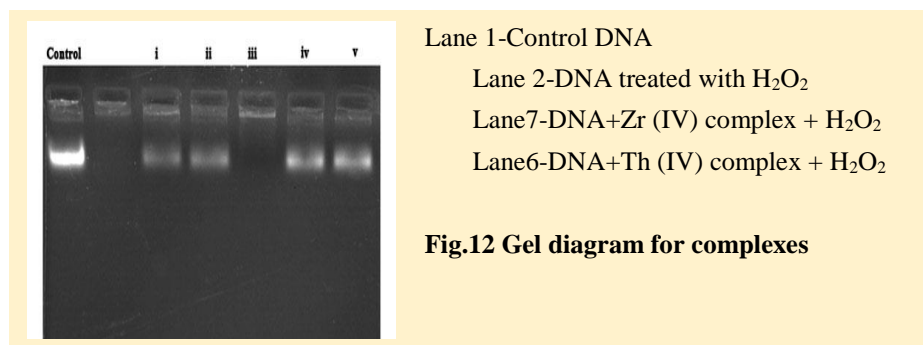 Control i ii iii iv v
Lane 1-Control DNA
Lane 2-DNA treated with H₂O₂
Lane7-DNA+Zr (IV) complex + H₂O₂
Lane6-DNA+Th (IV) complex + H₂O₂
Fig.12 Gel diagram for complexes